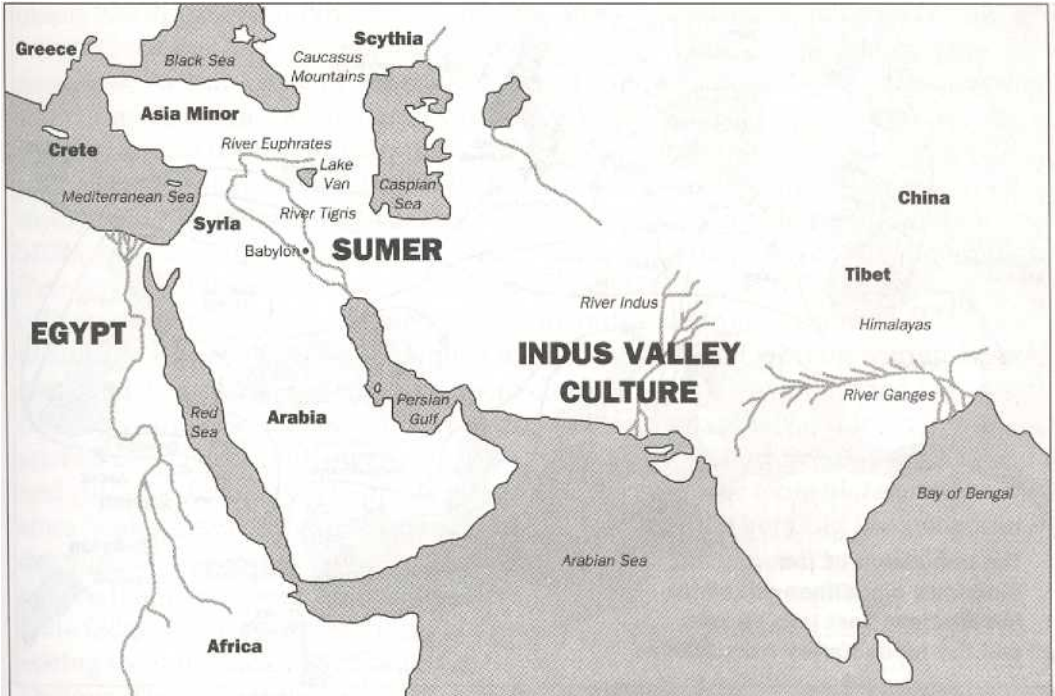 Greece
Black Sea
Scythia
Caucasus
Mountains
Asia Minor
Crete
River Euphrates
Lake
Van
Caspian
Sea
Mediterranean Sea
Syria
River Tigris
Babylon
SUMER
China
Tibet
Himalayas
River Indus
EGYPT
INDUS VALLEY
CULTURE
River Ganges
Persian
Gulf
Red
Sea
Arabia
Bay of Bengal
Arabian Sea
Africa